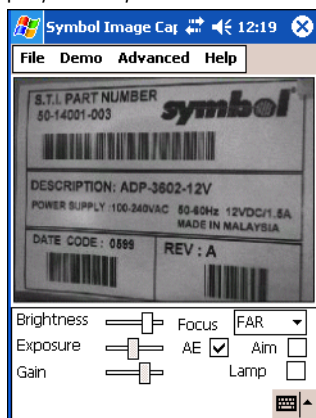 Symbol Image Cap 12:19
File Demo Advanced Help
S.T.I. PART NUMBER
50-14001-003
symbol
DESCRIPTION: ADP-3602-12V
POWER SUPPLY :100-240VAC 50-60Hz 12VDC/1.5A
MADE IN MALAYSIA
DATE CODE: 0599
REV : A
Brightness
Focus FAR
Exposure
AE Aim
Gain
Lamp